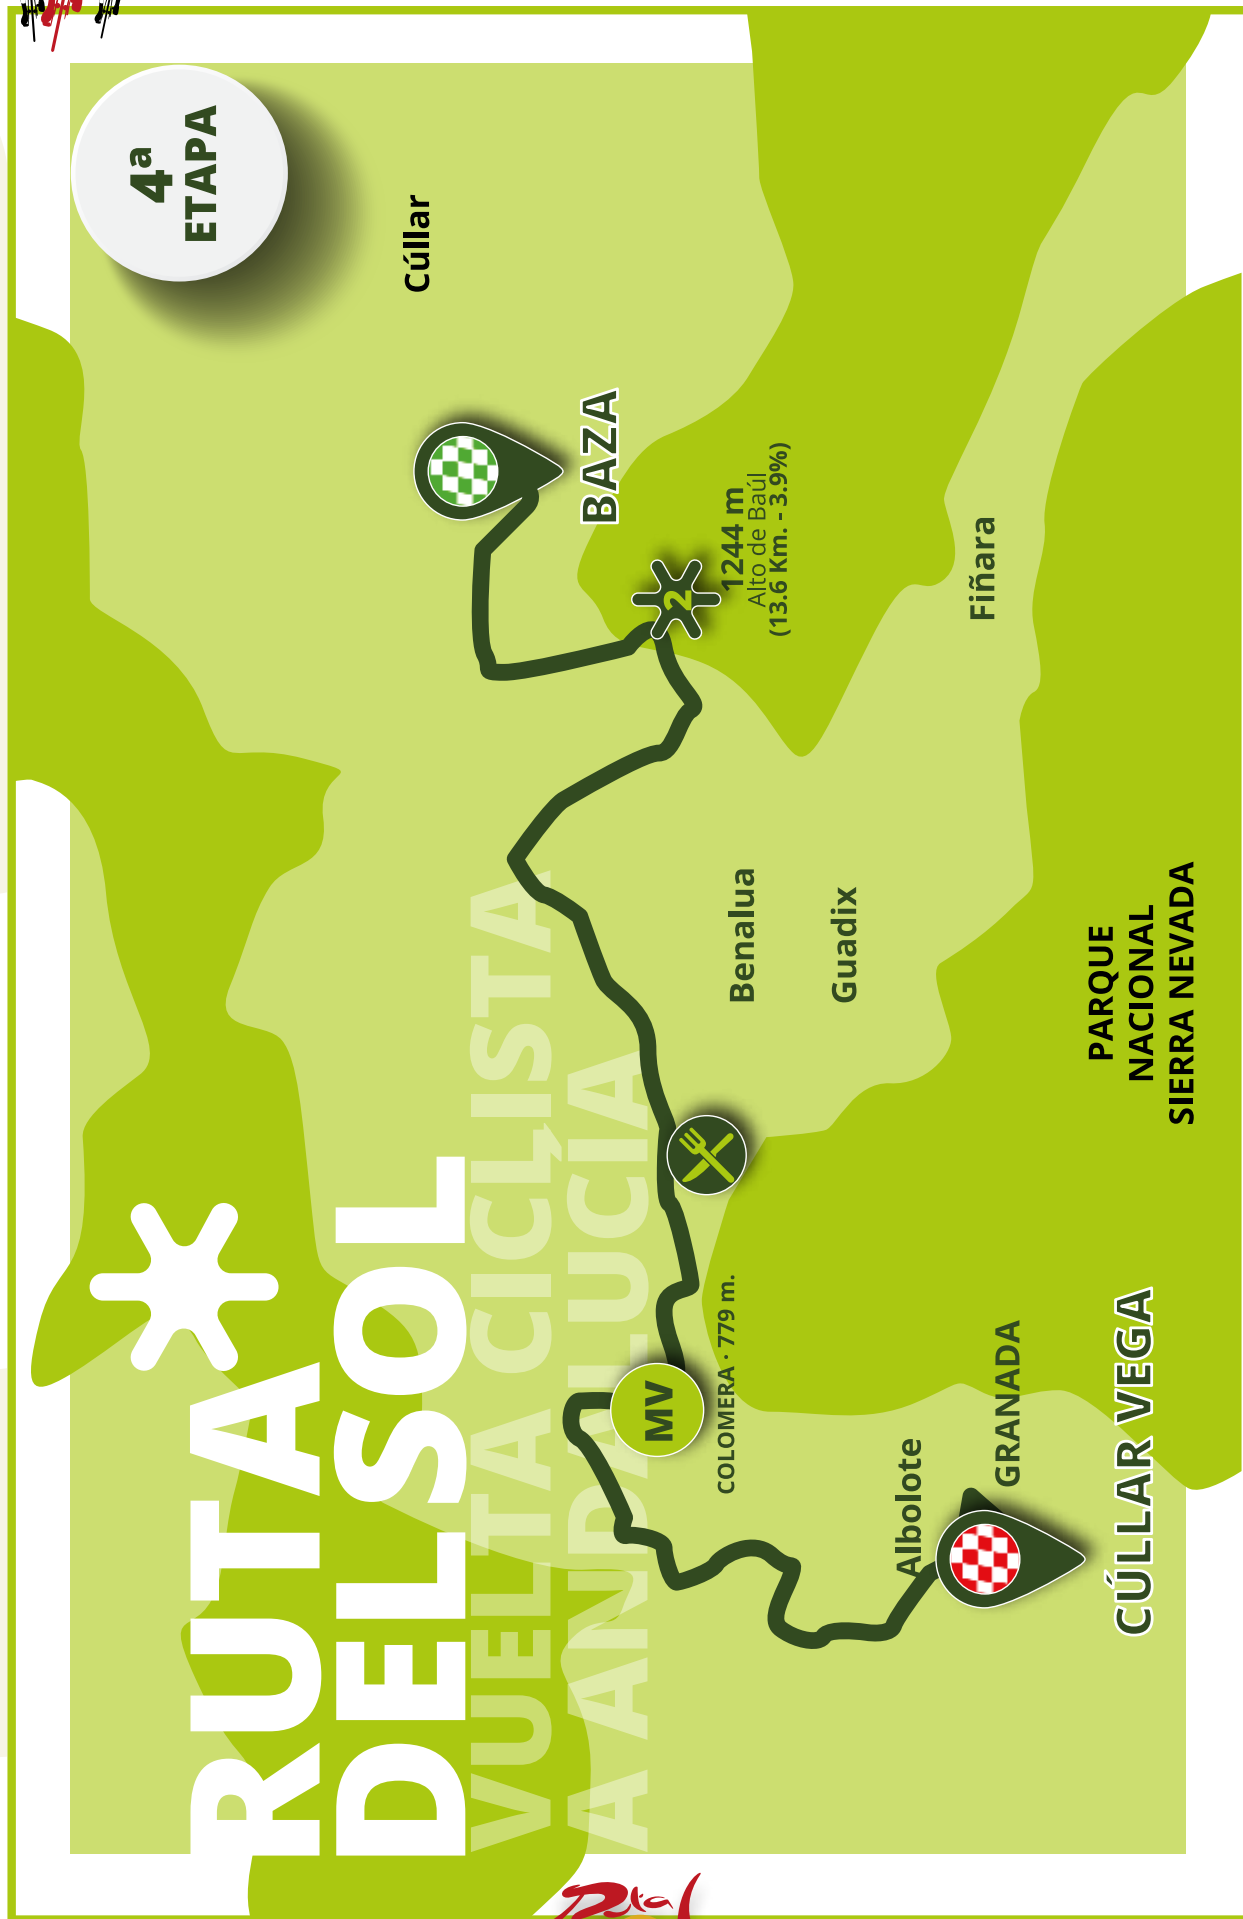 RUTA
DEL SOL
VUELTA CICLISTA
A ANDALUCÍA
4ª
ETAPA
Cúllar
BAZA
2
1244 m
Alto de Baúl
(13.6 Km. - 3.9%)
Fiñara
Benalua
Guadix
PARQUE
NACIONAL
SIERRA NEVADA
MV
COLOMERA · 779 m.
Albolote
GRANADA
CÚLLAR VEGA